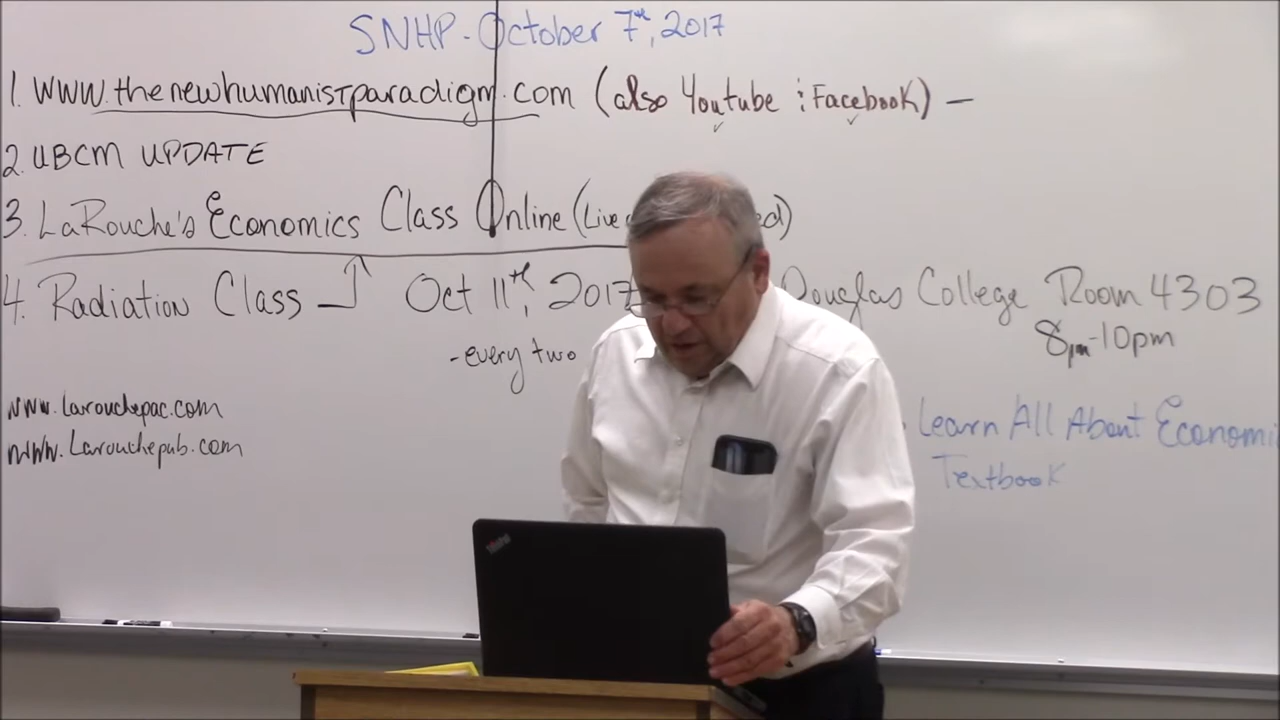 SNHP - October 7th, 2017
1. WWW.thenewhumanistparadigm.com (also Youtube & Facebook) —
2. UBCM UPDATE
3. LaRouche's Economics Class Online (Live ed)
4. Radiation Class Oct 11th, 2017 Douglas College Room 4303
8pm-10pm
- every two
www.larouchepac.com
www.Larouchepub.com
Learn All About Economi
Textbook
ThinkPad